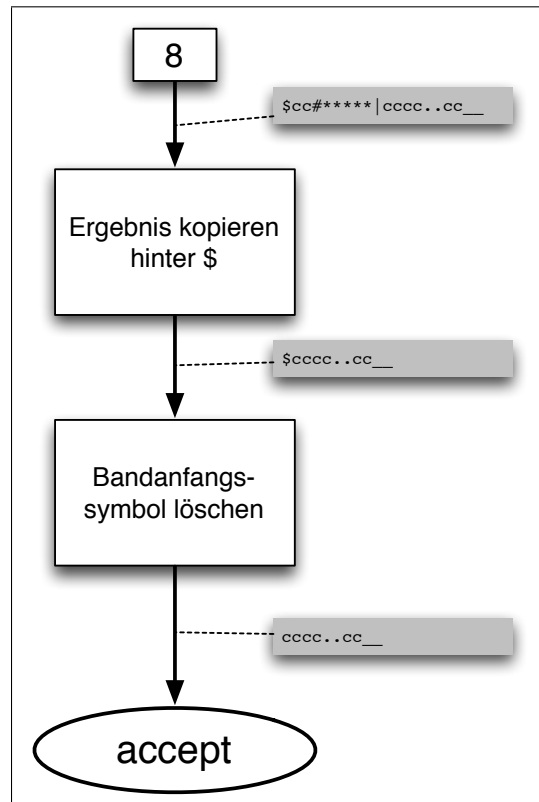 8
$cc#*****|cccc..cc__
Ergebnis kopieren
hinter $
$cccc..cc__
Bandanfangs-
symbol löschen
cccc..cc__
accept